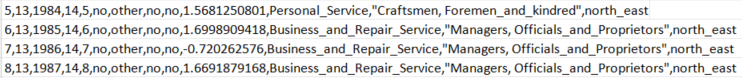 5,13,1984,14,5,no,other,no,no,1.5681250801,Personal_Service,"Craftsmen, Foremen_and_kindred",north_east
6,13,1985,14,6,no,other,no,no,1.6998909418,Business_and_Repair_Service,"Managers, Officials_and_Proprietors",north_east
7,13,1986,14,7,no,other,no,no,-0.720262576,Business_and_Repair_Service,"Managers, Officials_and_Proprietors",north_east
8,13,1987,14,8,no,other,no,no,1.6691879168,Business_and_Repair_Service,"Managers, Officials_and_Proprietors",north_east